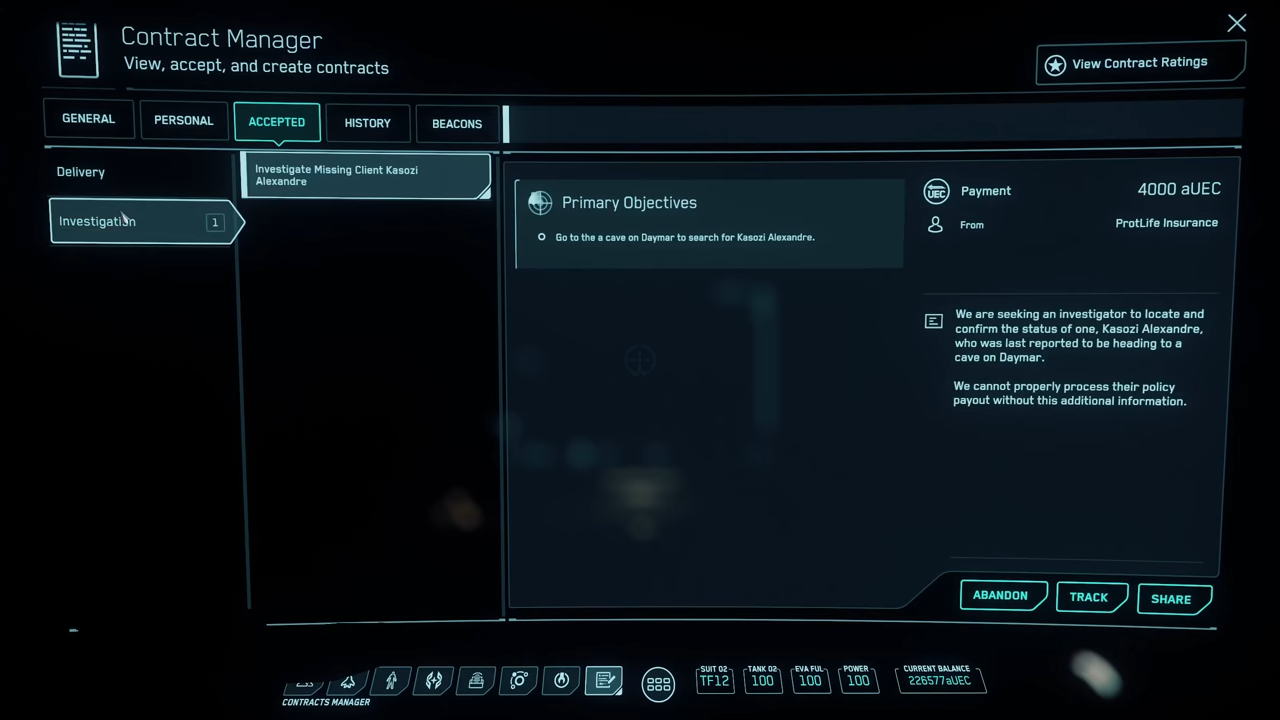 Contract Manager
View, accept, and create contracts
View Contract Ratings
GENERAL
PERSONAL
ACCEPTED
HISTORY
BEACONS
Delivery
Investigation
1
Investigate Missing Client Kasozi
Alexandre
Primary Objectives
Go to the a cave on Daymar to search for Kasozi Alexandre.
UEC
Payment
4000 aUEC
From
ProtLife Insurance
We are seeking an investigator to locate and
confirm the status of one, Kasozi Alexandre,
who was last reported to be heading to a
cave on Daymar.
We cannot properly process their policy
payout without this additional information.
ABANDON
TRACK
SHARE
CONTRACTS MANAGER
SUIT 02
TF12
TANK 02
100
EVA FUL
100
POWER
100
CURRENT BALANCE
226577aUEC